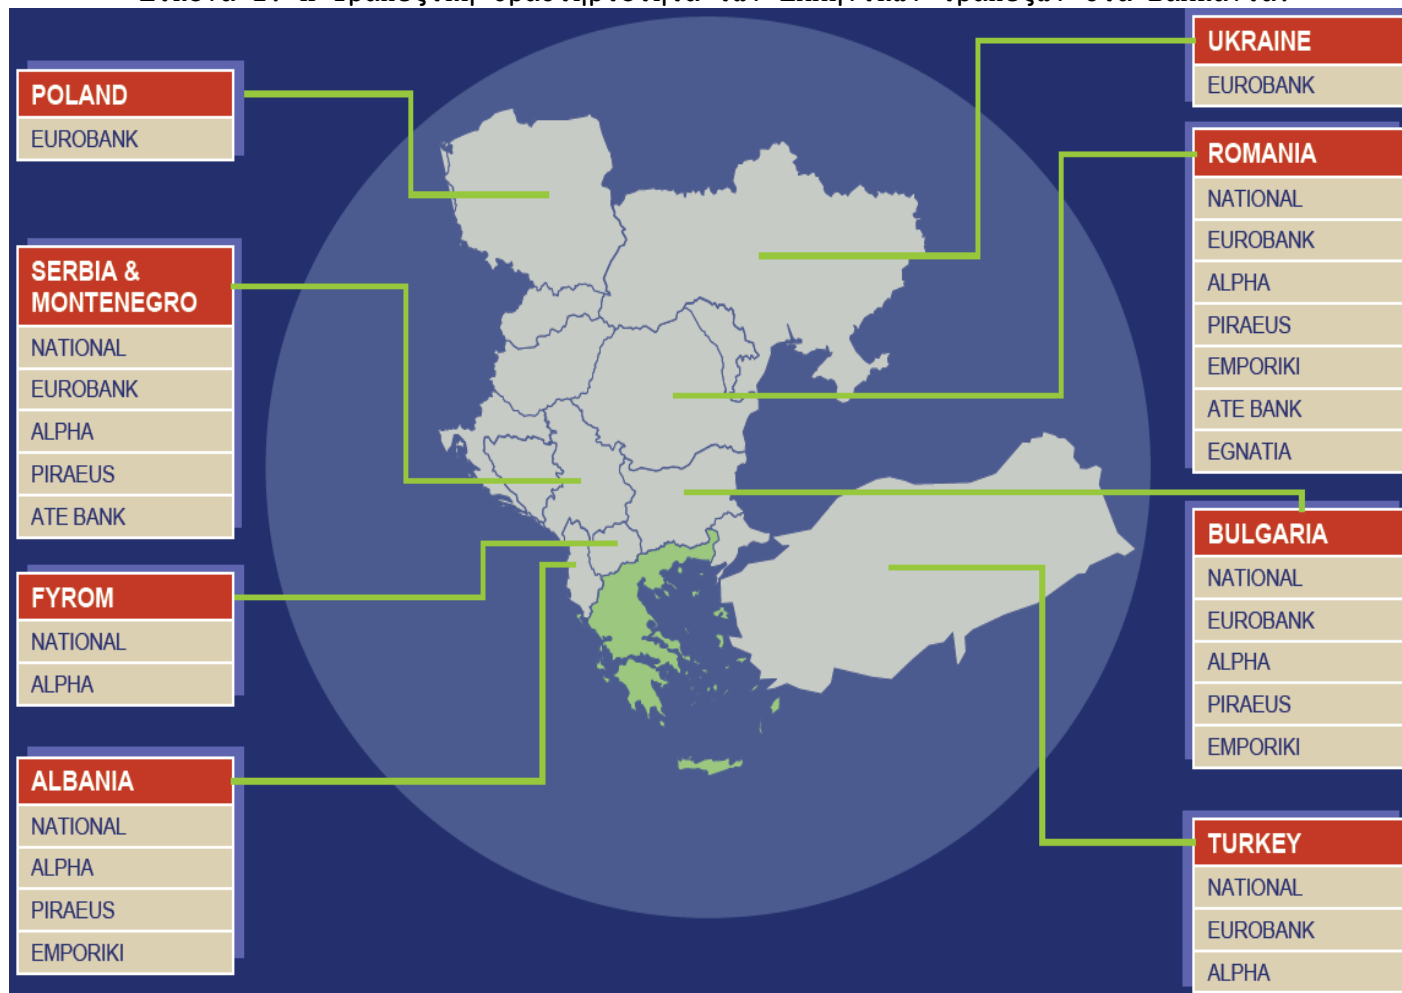 POLAND
EUROBANK
SERBIA &
MONTENEGRO
NATIONAL
EUROBANK
ALPHA
PIRAEUS
ATE BANK
FYROM
NATIONAL
ALPHA
ALBANIA
NATIONAL
ALPHA
PIRAEUS
EMPORIKI
UKRAINE
EUROBANK
ROMANIA
NATIONAL
EUROBANK
ALPHA
PIRAEUS
EMPORIKI
ATE BANK
EGNATIA
BULGARIA
NATIONAL
EUROBANK
ALPHA
PIRAEUS
EMPORIKI
TURKEY
NATIONAL
EUROBANK
ALPHA